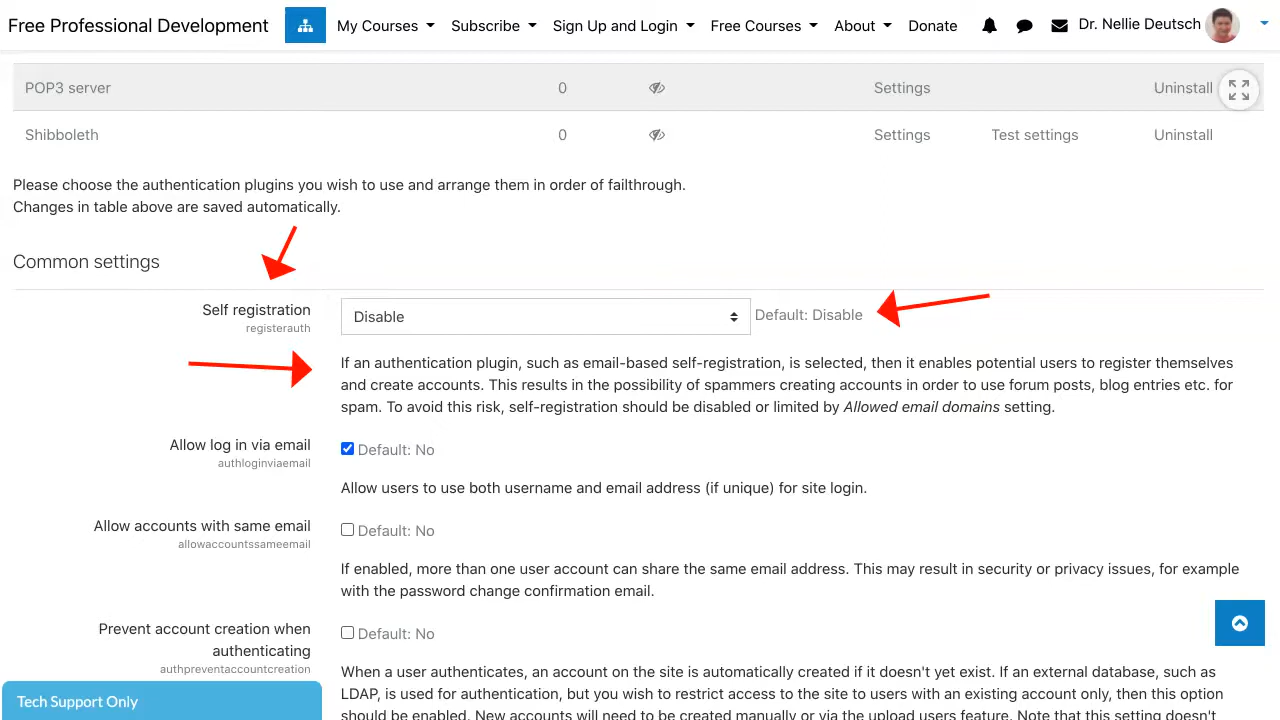 Free Professional Development My Courses Subscribe Sign Up and Login Free Courses About Donate Dr. Nellie Deutsch
POP3 server 0 Settings Uninstall
Shibboleth 0 Settings Test settings Uninstall
Please choose the authentication plugins you wish to use and arrange them in order of failthrough.
Changes in table above are saved automatically.
Common settings
Self registration Disable Default: Disable
registerauth
If an authentication plugin, such as email-based self-registration, is selected, then it enables potential users to register themselves
and create accounts. This results in the possibility of spammers creating accounts in order to use forum posts, blog entries etc. for
spam. To avoid this risk, self-registration should be disabled or limited by Allowed email domains setting.
Allow log in via email Default: No
authloginviaemail
Allow users to use both username and email address (if unique) for site login.
Allow accounts with same email Default: No
allowaccountssameemail
If enabled, more than one user account can share the same email address. This may result in security or privacy issues, for example
with the password change confirmation email.
Prevent account creation when Default: No
authenticating
authpreventaccountcreation
When a user authenticates, an account on the site is automatically created if it doesn't yet exist. If an external database, such as
LDAP, is used for authentication, but you wish to restrict access to the site to users with an existing account only, then this option
should be enabled. New accounts will need to be created manually or via the upload users feature. Note that this setting doesn't
Tech Support Only